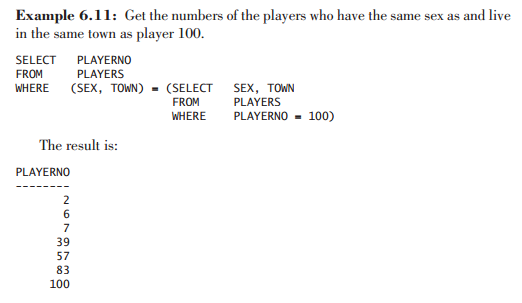 Example 6.11: Get the numbers of the players who have the same sex as and live
in the same town as player 100.
SELECT PLAYERNO
FROM PLAYERS
WHERE (SEX, TOWN) = (SELECT SEX, TOWN
FROM PLAYERS
WHERE PLAYERNO = 100)
The result is:
PLAYERNO
--------
2
6
7
39
57
83
100